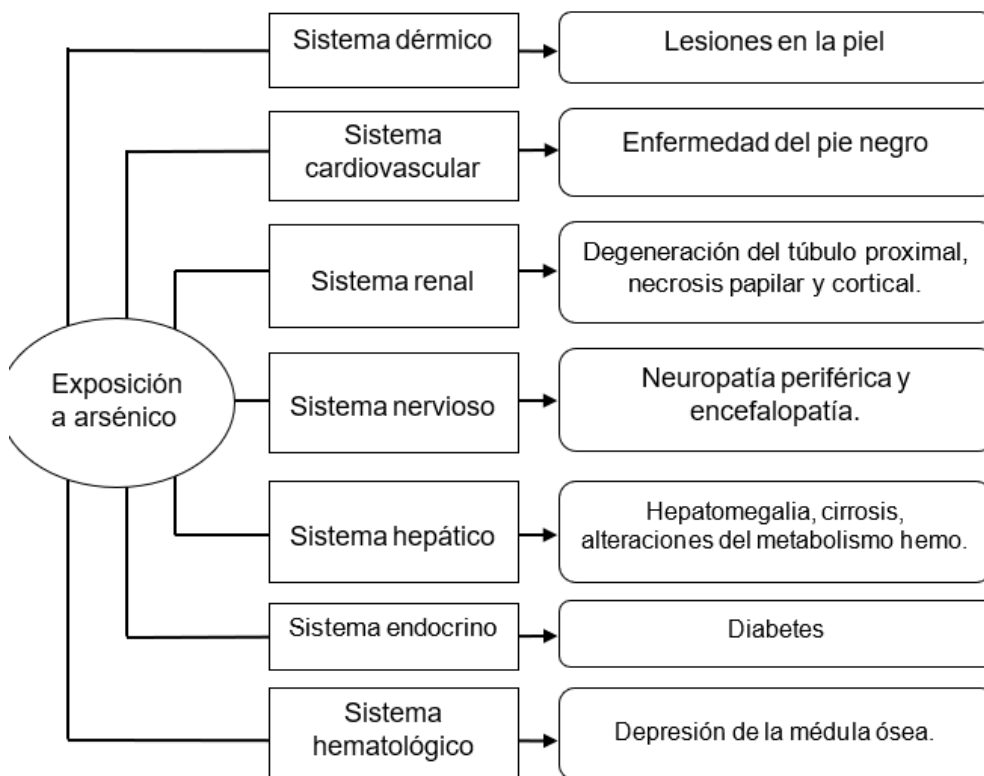 Sistema dérmico
Lesiones en la piel
Sistema
cardiovascular
Enfermedad del pie negro
Sistema renal
Degeneración del túbulo proximal,
necrosis papilar y cortical.
Exposición
a arsénico
Sistema nervioso
Neuropatía periférica y
encefalopatía.
Sistema hepático
Hepatomegalia, cirrosis,
alteraciones del metabolismo hemo.
Sistema endocrino
Diabetes
Sistema
hematológico
Depresión de la médula ósea.